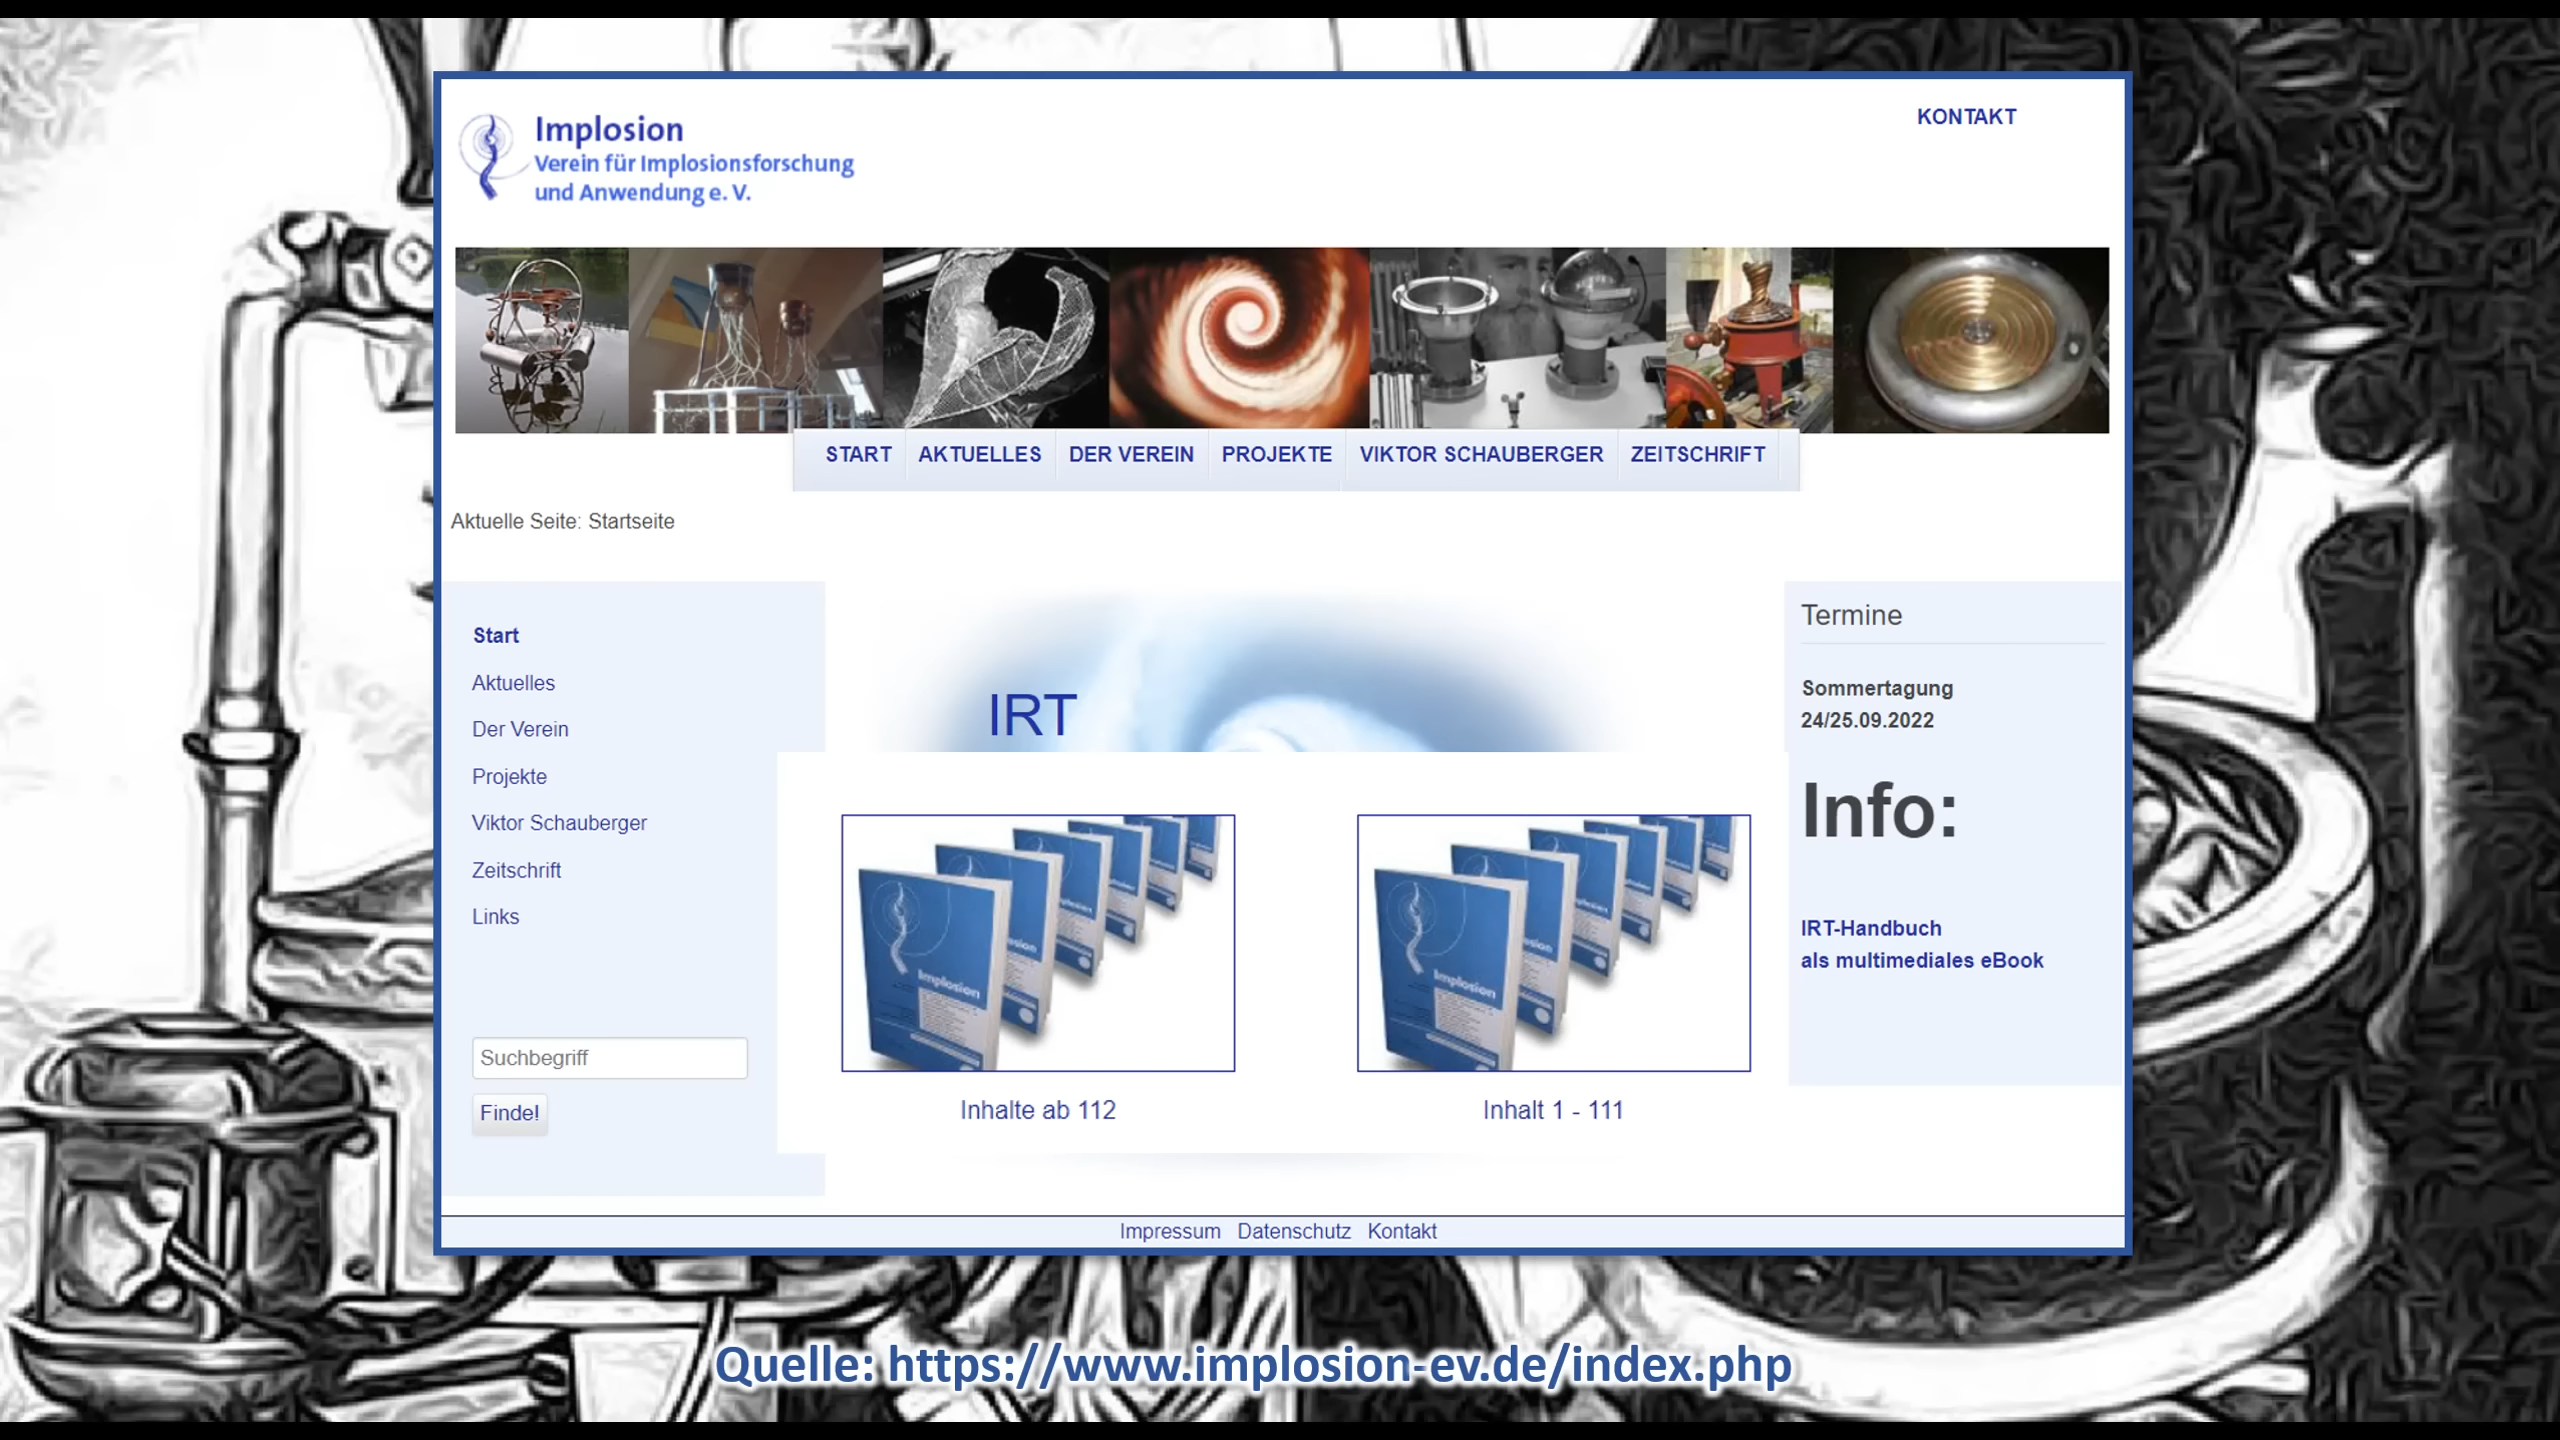 Implosion
Verein für Implosionsforschung
und Anwendung e. V.
KONTAKT
START
AKTUELLES
DER VEREIN
PROJEKTE
VIKTOR SCHAUBERGER
ZEITSCHRIFT
Aktuelle Seite: Startseite
Start
Aktuelles
Der Verein
Projekte
Viktor Schauberger
Zeitschrift
Links
Suchbegriff
Finde!
IRT
Implosion
Inhalte ab 112
Implosion
Inhalt 1 - 111
Termine
Sommertagung
24/25.09.2022
Info:
IRT-Handbuch
als multimediales eBook
Impressum Datenschutz Kontakt
Quelle: https://www.implosion-ev.de/index.php